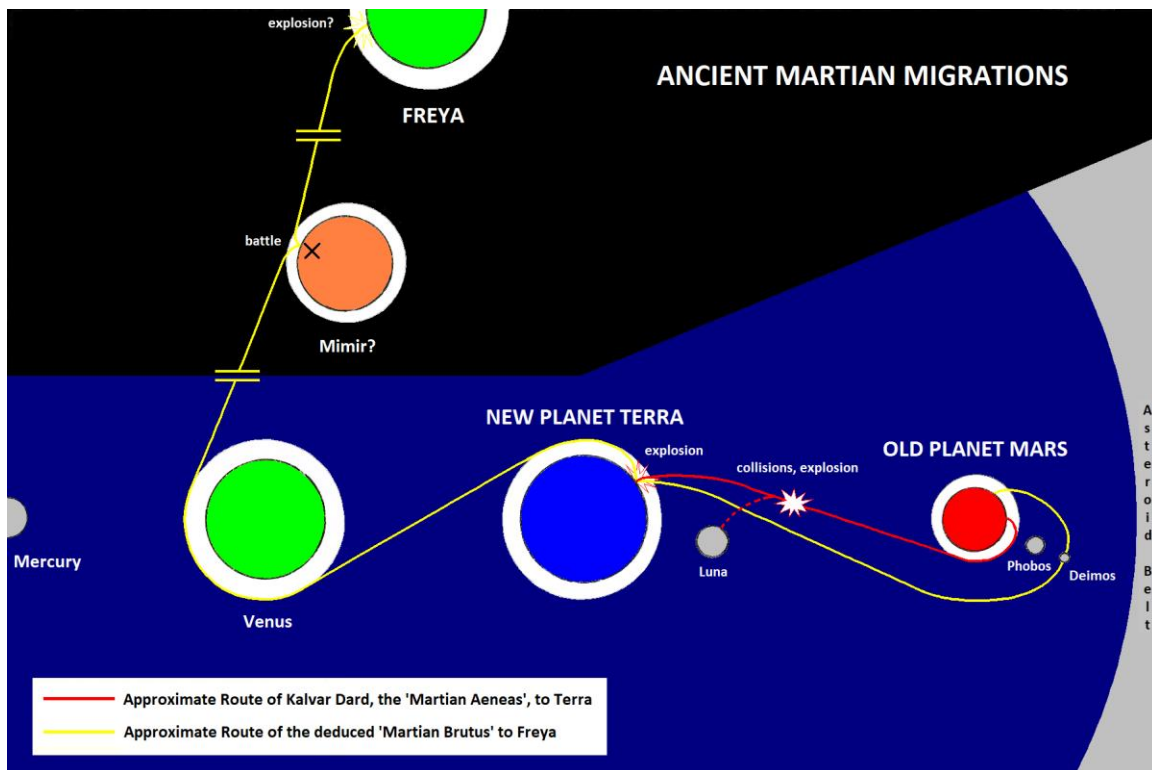 explosion?
ANCIENT MARTIAN MIGRATIONS
FREYA
battle
Mimir?
NEW PLANET TERRA
explosion
collisions, explosion
OLD PLANET MARS
Asteroid Belt
Mercury
Venus
Luna
Phobos
Deimos
Approximate Route of Kalvar Dard, the 'Martian Aeneas', to Terra
Approximate Route of the deduced 'Martian Brutus' to Freya